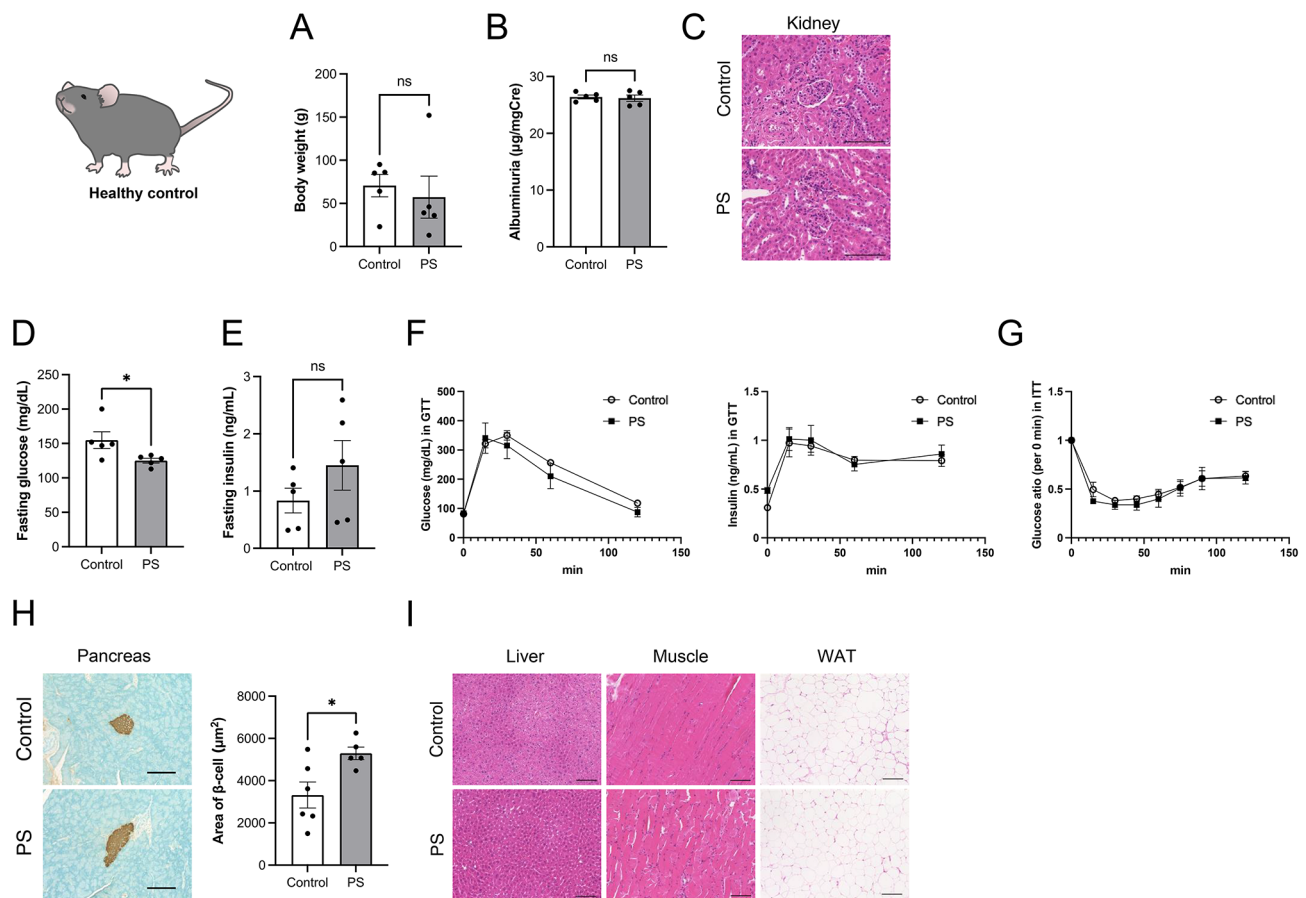 A
B
C
Kidney
Healthy control
Body weight (g)
200
150
100
50
0
ns
Control
PS
Albuminuria (µg/mgCre)
30
20
10
0
ns
Control
PS
Control
PS
D
E
F
G
Fasting glucose (mg/dL)
250
200
150
100
50
0
*
Control
PS
Fasting insulin (ng/mL)
3
2
1
0
ns
Control
PS
Glucose (mg/dL) in GTT
500
400
300
200
100
0
0
50
100
150
min
Control
PS
Insulin (ng/mL) in GTT
1.5
1
0.5
0
0
50
100
150
min
Control
PS
Glucose atio (per 0 min) in ITT
1.5
1
0.5
0
0
50
100
150
min
Control
PS
H
I
Pancreas
Control
PS
Area of β-cell (µm²)
8000
6000
4000
2000
0
*
Control
PS
Liver
Muscle
WAT
Control
PS